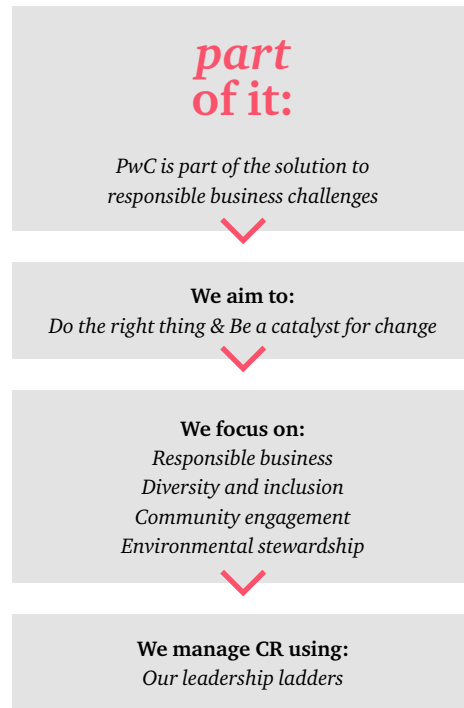 part
of it:
PwC is part of the solution to
responsible business challenges
We aim to:
Do the right thing & Be a catalyst for change
We focus on:
Responsible business
Diversity and inclusion
Community engagement
Environmental stewardship
We manage CR using:
Our leadership ladders